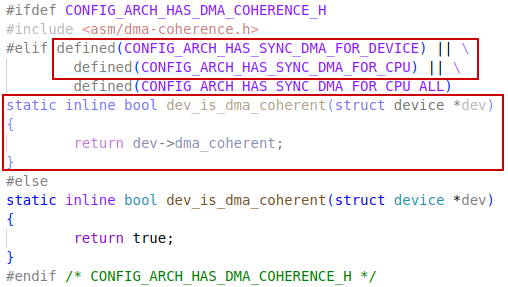 #ifdef CONFIG_ARCH_HAS_DMA_COHERENCE_H
#include <asm/dma-coherence.h>
#elif defined(CONFIG_ARCH_HAS_SYNC_DMA_FOR_DEVICE) || \
        defined(CONFIG_ARCH_HAS_SYNC_DMA_FOR_CPU) || \
        defined(CONFIG_ARCH_HAS_SYNC_DMA_FOR_CPU_ALL)
static inline bool dev_is_dma_coherent(struct device *dev)
{
        return dev->dma_coherent;
}
#else
static inline bool dev_is_dma_coherent(struct device *dev)
{
        return true;
}
#endif /* CONFIG_ARCH_HAS_DMA_COHERENCE_H */